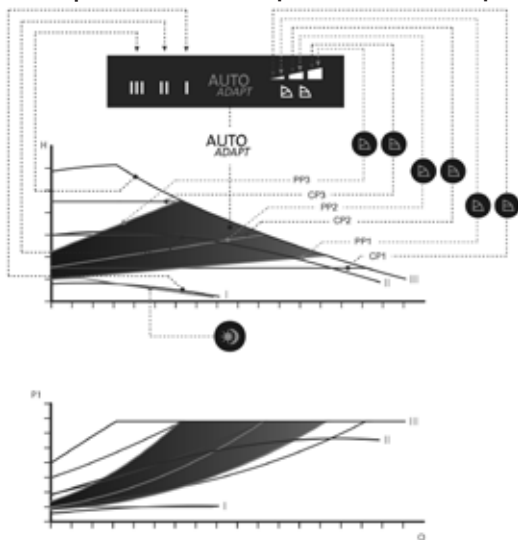 III II I AUTO ADAPT
AUTO ADAPT
H
PP3
CP3
PP2
CP2
PP1
CP1
III
II
I
P1
III
II
I
Q